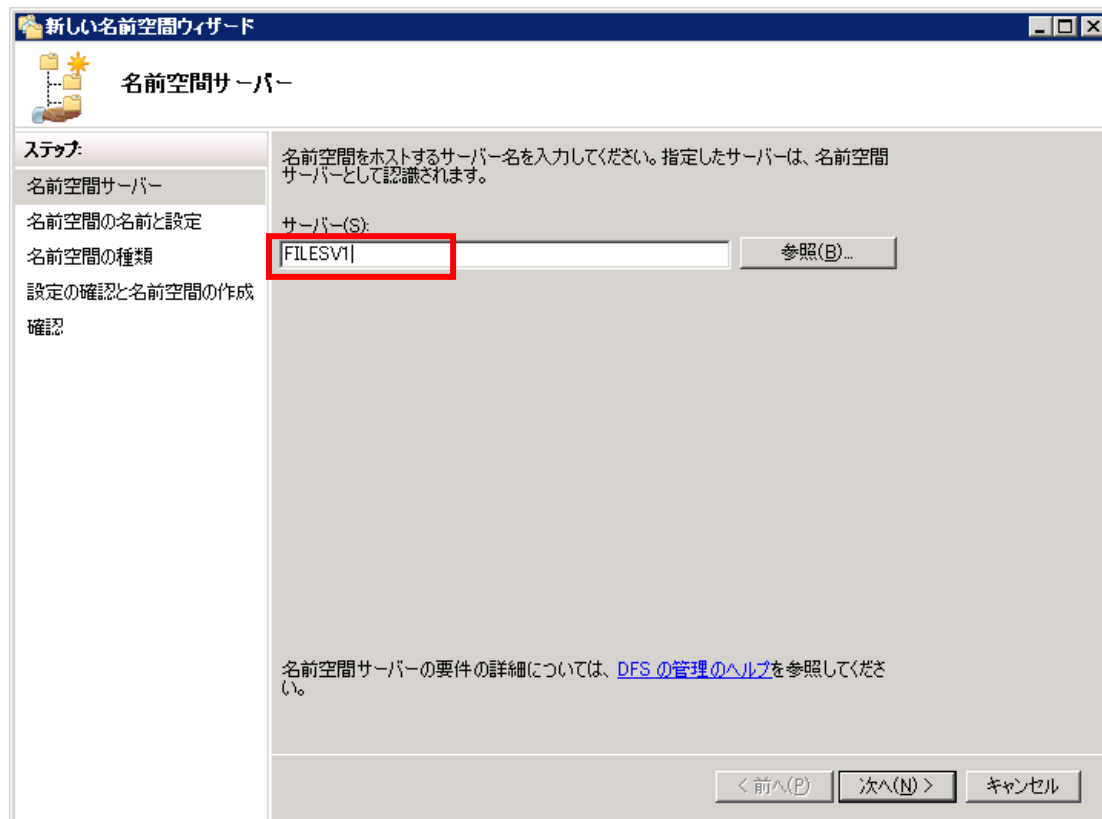 新しい名前空間ウィザード
名前空間サーバー
ステップ:
名前空間サーバー
名前空間の名前と設定
名前空間の種類
設定の確認と名前空間の作成
確認
名前空間をホストするサーバー名を入力してください。指定したサーバーは、名前空間
サーバーとして認識されます。
サーバー(S):
FILESV1
参照(B)...
名前空間サーバーの要件の詳細については、DFS の管理のヘルプを参照してくださ
い。
< 前へ(P)
次へ(N) >
キャンセル